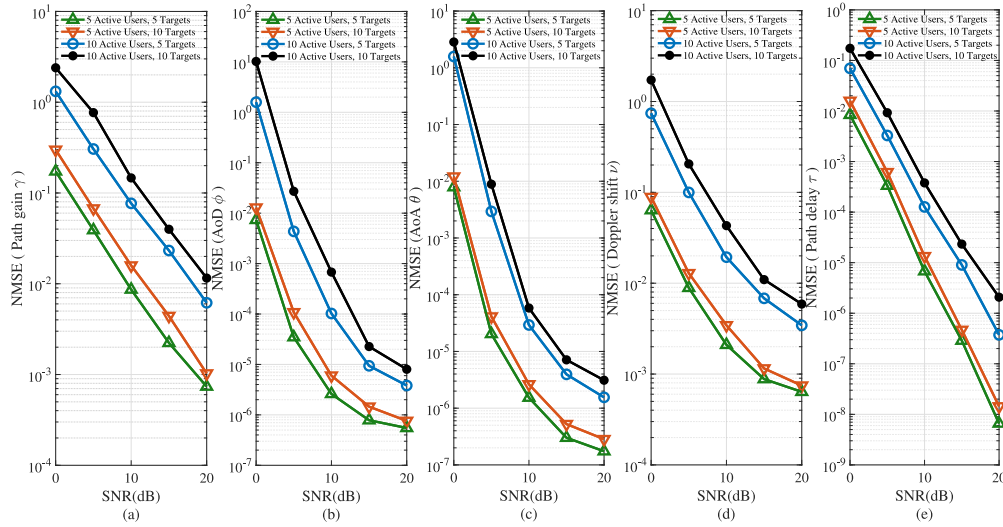 5 Active Users, 5 Targets
5 Active Users, 10 Targets
10 Active Users, 5 Targets
10 Active Users, 10 Targets
10^1
10^0
10^-1
10^-2
10^-3
10^-4
NMSE ( Path gain γ )
0 10 20
SNR(dB)
(a)
5 Active Users, 5 Targets
5 Active Users, 10 Targets
10 Active Users, 5 Targets
10 Active Users, 10 Targets
10^2
10^1
10^0
10^-1
10^-2
10^-3
10^-4
10^-5
10^-6
10^-7
NMSE (AoD ϕ)
0 10 20
SNR(dB)
(b)
5 Active Users, 5 Targets
5 Active Users, 10 Targets
10 Active Users, 5 Targets
10 Active Users, 10 Targets
10^1
10^0
10^-1
10^-2
10^-3
10^-4
10^-5
10^-6
10^-7
NMSE (AoA θ)
0 10 20
SNR(dB)
(c)
5 Active Users, 5 Targets
5 Active Users, 10 Targets
10 Active Users, 5 Targets
10 Active Users, 10 Targets
10^1
10^0
10^-1
10^-2
10^-3
10^-4
NMSE ( Doppler shift ν)
0 10 20
SNR(dB)
(d)
5 Active Users, 5 Targets
5 Active Users, 10 Targets
10 Active Users, 5 Targets
10 Active Users, 10 Targets
10^0
10^-1
10^-2
10^-3
10^-4
10^-5
10^-6
10^-7
10^-8
10^-9
NMSE ( Path delay τ )
0 10 20
SNR(dB)
(e)